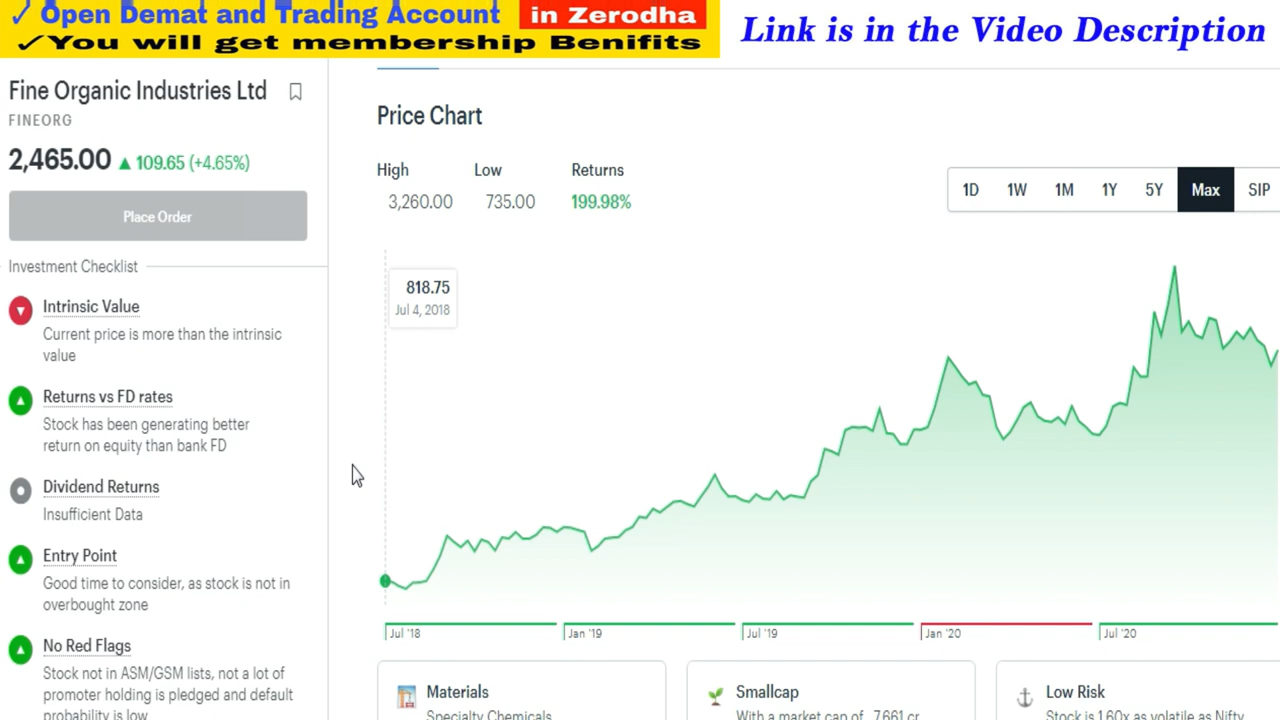 ✓ Open Demat and Trading Account in Zerodha
✓You will get membership Benifits
Link is in the Video Description
Fine Organic Industries Ltd
FINEORG
2,465.00 ▲ 109.65 (+4.65%)
Place Order
Investment Checklist
Intrinsic Value
Current price is more than the intrinsic
value
Returns vs FD rates
Stock has been generating better
return on equity than bank FD
Dividend Returns
Insufficient Data
Entry Point
Good time to consider, as stock is not in
overbought zone
No Red Flags
Stock not in ASM/GSM lists, not a lot of
promoter holding is pledged and default
probability is low
Price Chart
High Low Returns
3,260.00 735.00 199.98%
1D 1W 1M 1Y 5Y Max SIP
818.75
Jul 4, 2018
Jul '18 Jan '19 Jul '19 Jan '20 Jul '20
Materials
Specialty Chemicals
Smallcap
With a market cap of 7,661 cr
Low Risk
Stock is 1.60x as volatile as Nifty